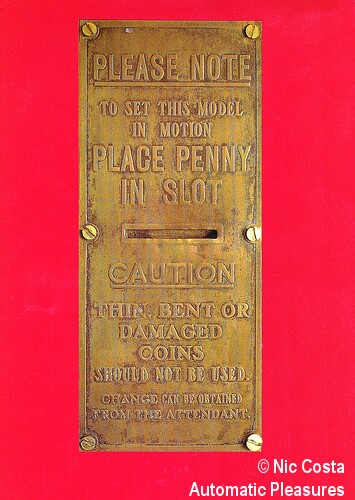 PLEASE NOTE
TO SET THIS MODEL
IN MOTION
PLACE PENNY
IN SLOT
CAUTION
THIN, BENT OR
DAMAGED
COINS
SHOULD NOT BE USED.
CHANGE CAN BE OBTAINED
FROM THE ATTENDANT.
© Nic Costa
Automatic Pleasures